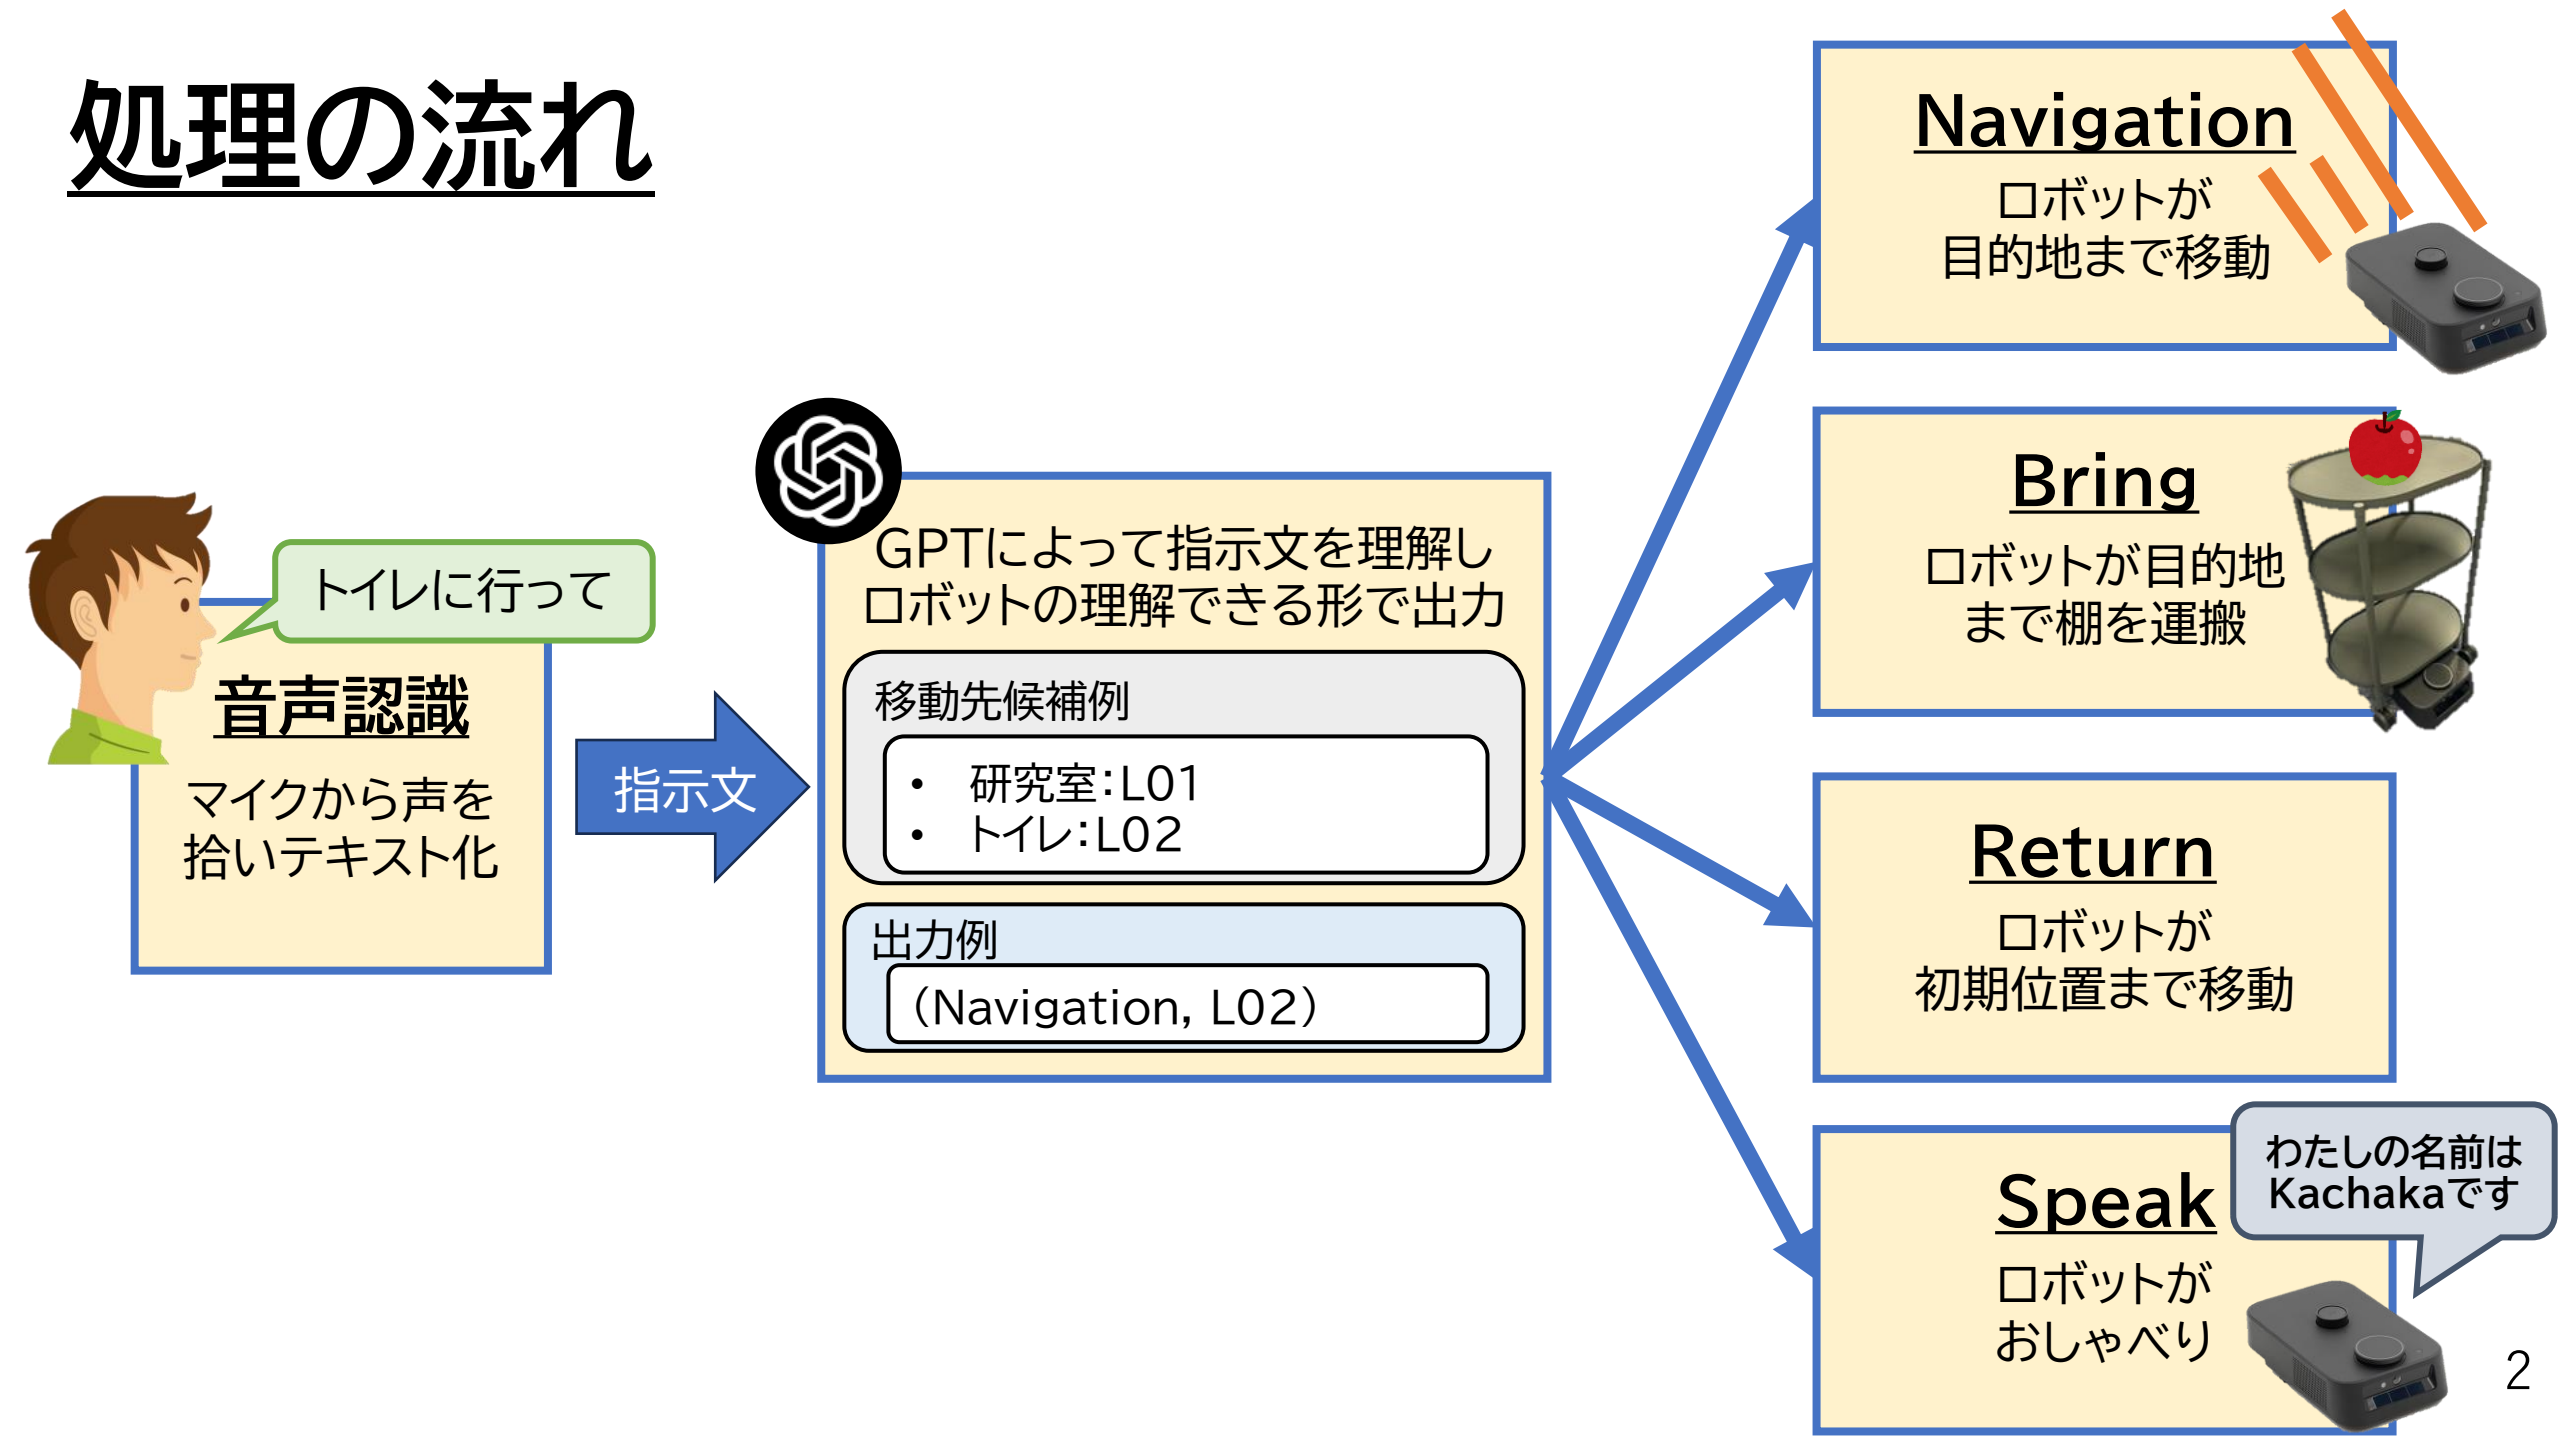 処理の流れ
トイレに行って
音声認識
マイクから声を
拾いテキスト化
指示文
GPTによって指示文を理解し
ロボットの理解できる形で出力
移動先候補例
• 研究室：L01
• トイレ：L02
出力例
（Navigation, L02）
Navigation
ロボットが
目的地まで移動
Bring
ロボットが目的地
まで棚を運搬
Return
ロボットが
初期位置まで移動
Speak
ロボットが
おしゃべり
わたしの名前は
Kachakaです
2